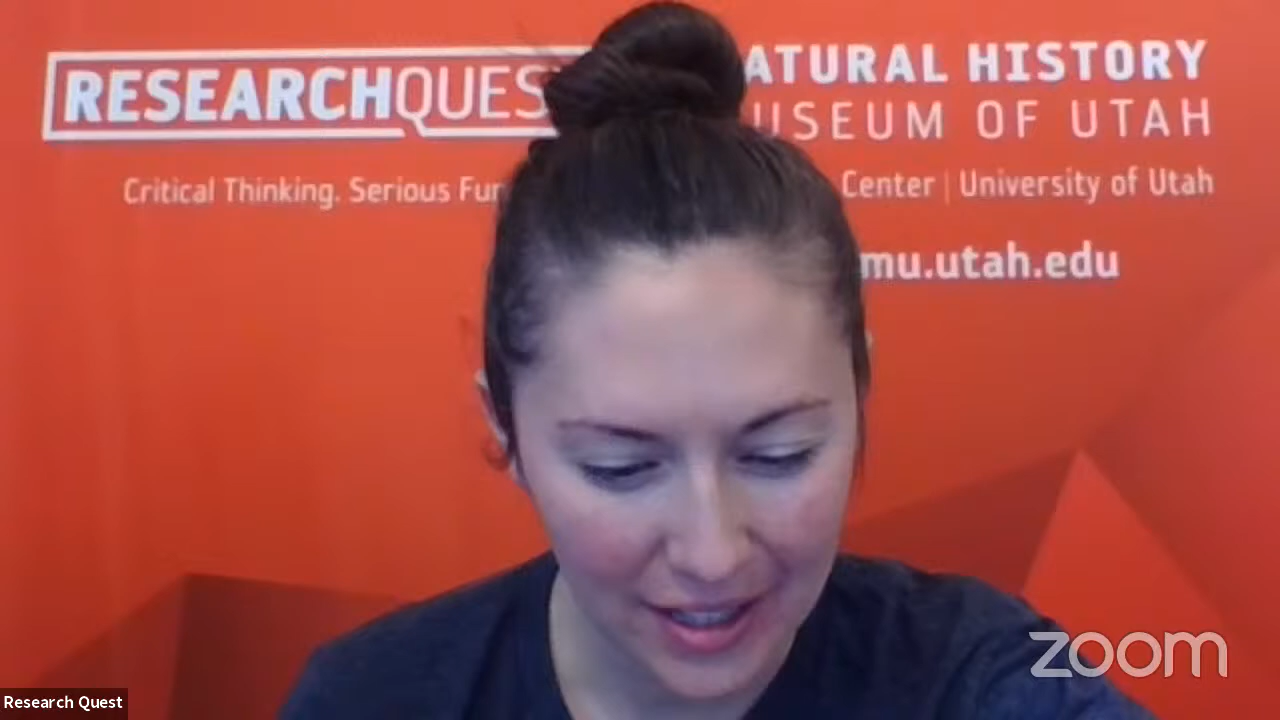 RESEARCHQUES
ATURAL HISTORY
USEUM OF UTAH
Critical Thinking. Serious Fun
Center | University of Utah
mu.utah.edu
zoom
Research Quest